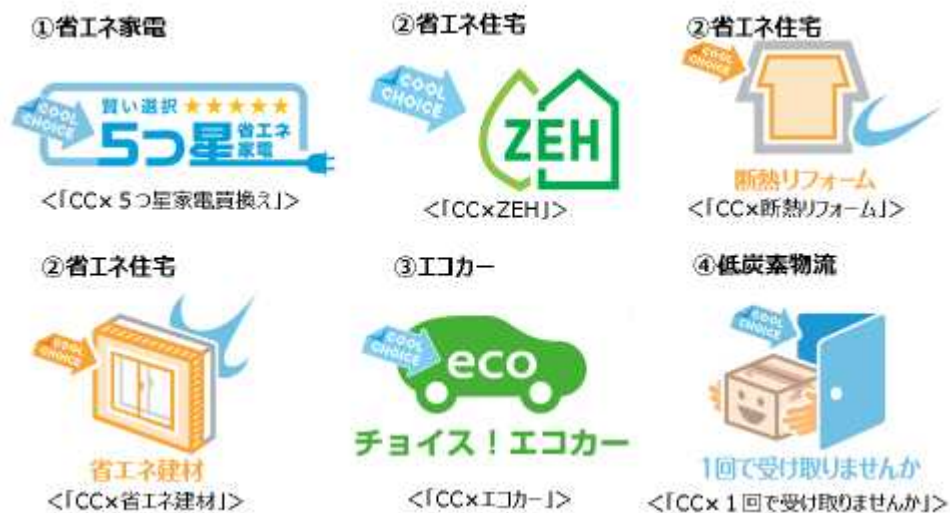 ①省エネ家電
COOL
CHOICE
賢い選択 ★★★★★
5つ星 省エネ
家電
<「CC×5つ星家電買換え」>
②省エネ住宅
COOL
CHOICE
ZEH
<「CC×ZEH」>
②省エネ住宅
COOL
CHOICE
断熱リフォーム
<「CC×断熱リフォーム」>
②省エネ住宅
COOL
CHOICE
省エネ建材
<「CC×省エネ建材」>
③エコカー
COOL
CHOICE
eco
チョイス!エコカー
<「CC×エコカー」>
④低炭素物流
COOL
CHOICE
1回で受け取りませんか
<「CC×1回で受け取りませんか」>